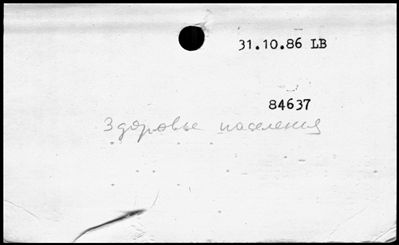 31.10.86 LB
84637
Здоровье населения